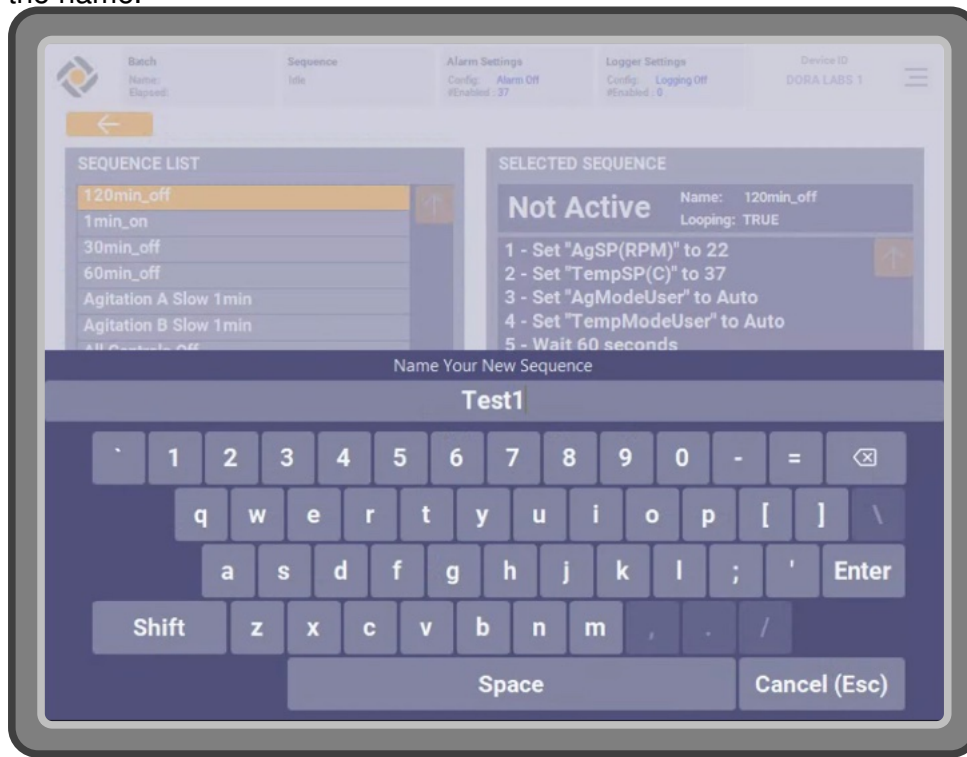 the name.
Batch
Name:
Elapsed:
Sequence
Idle
Alarm Settings
Config: Alarm Off
#Enabled : 37
Logger Settings
Config: Logging Off
#Enabled : 0
Device ID
DORA LABS 1
SEQUENCE LIST
120min_off
1min_on
30min_off
60min_off
Agitation A Slow 1min
Agitation B Slow 1min
All Controls Off
SELECTED SEQUENCE
Not Active
Name: 120min_off
Looping: TRUE
1 - Set "AgSP(RPM)" to 22
2 - Set "TempSP(C)" to 37
3 - Set "AgModeUser" to Auto
4 - Set "TempModeUser" to Auto
5 - Wait 60 seconds
Name Your New Sequence
Test1
` 1 2 3 4 5 6 7 8 9 0 - =
q w e r t y u i o p [ ] \
a s d f g h j k l ; ' Enter
Shift z x c v b n m , . /
Space Cancel (Esc)